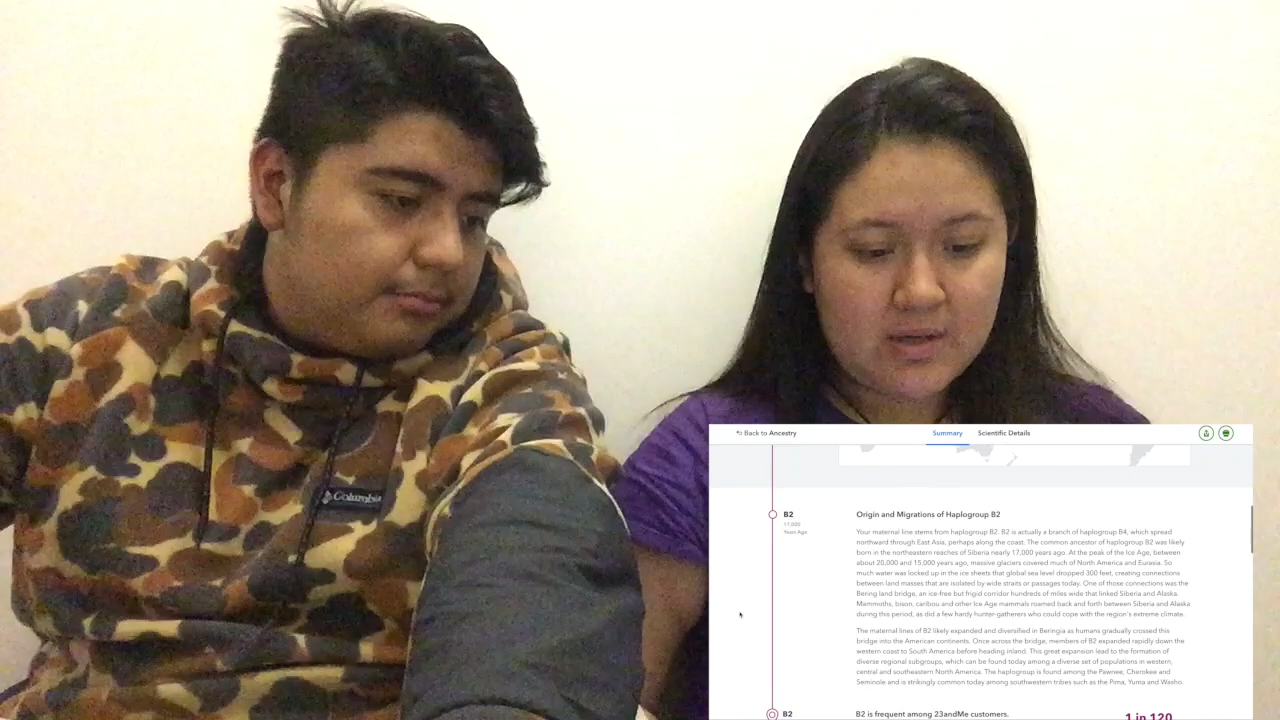 Columbia
Back to Ancestry
Summary
Scientific Details
B2
17,000
Years Ago
Origin and Migrations of Haplogroup B2
Your maternal line stems from haplogroup B2. B2 is actually a branch of haplogroup B4, which spread
northward through East Asia, perhaps along the coast. The common ancestor of haplogroup B2 was likely
born in the northeastern reaches of Siberia nearly 17,000 years ago. At the peak of the Ice Age, between
about 20,000 and 15,000 years ago, massive glaciers covered much of North America and Eurasia. So
much water was locked up in the ice sheets that global sea level dropped 300 feet, creating connections
between land masses that are isolated by wide straits or passages today. One of those connections was the
Bering land bridge, an ice-free but frigid corridor hundreds of miles wide that linked Siberia and Alaska.
Mammoths, bison, caribou and other Ice Age mammals roamed back and forth between Siberia and Alaska
during this period, as did a few hardy hunter-gatherers who could cope with the region's extreme climate.
The maternal lines of B2 likely expanded and diversified in Beringia as humans gradually crossed this
bridge into the American continents. Once across the bridge, members of B2 expanded rapidly down the
western coast to South America before heading inland. This great expansion lead to the formation of
diverse regional subgroups, which can be found today among a diverse set of populations in western,
central and southeastern North America. The haplogroup is found among the Pawnee, Cherokee and
Seminole and is strikingly common today among southwestern tribes such as the Pima, Yuma and Washo.
B2
B2 is frequent among 23andMe customers.
1 in 120